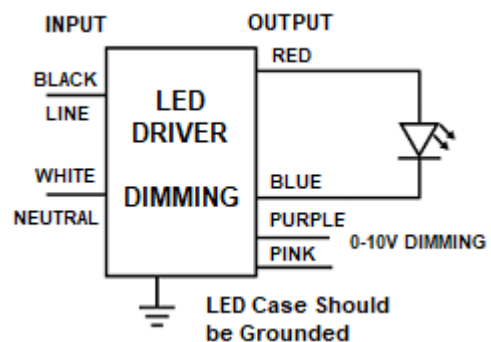 INPUT
OUTPUT
RED
BLACK
LINE
LED
DRIVER
WHITE
DIMMING
BLUE
NEUTRAL
PURPLE
0-10V DIMMING
PINK
LED Case Should
be Grounded